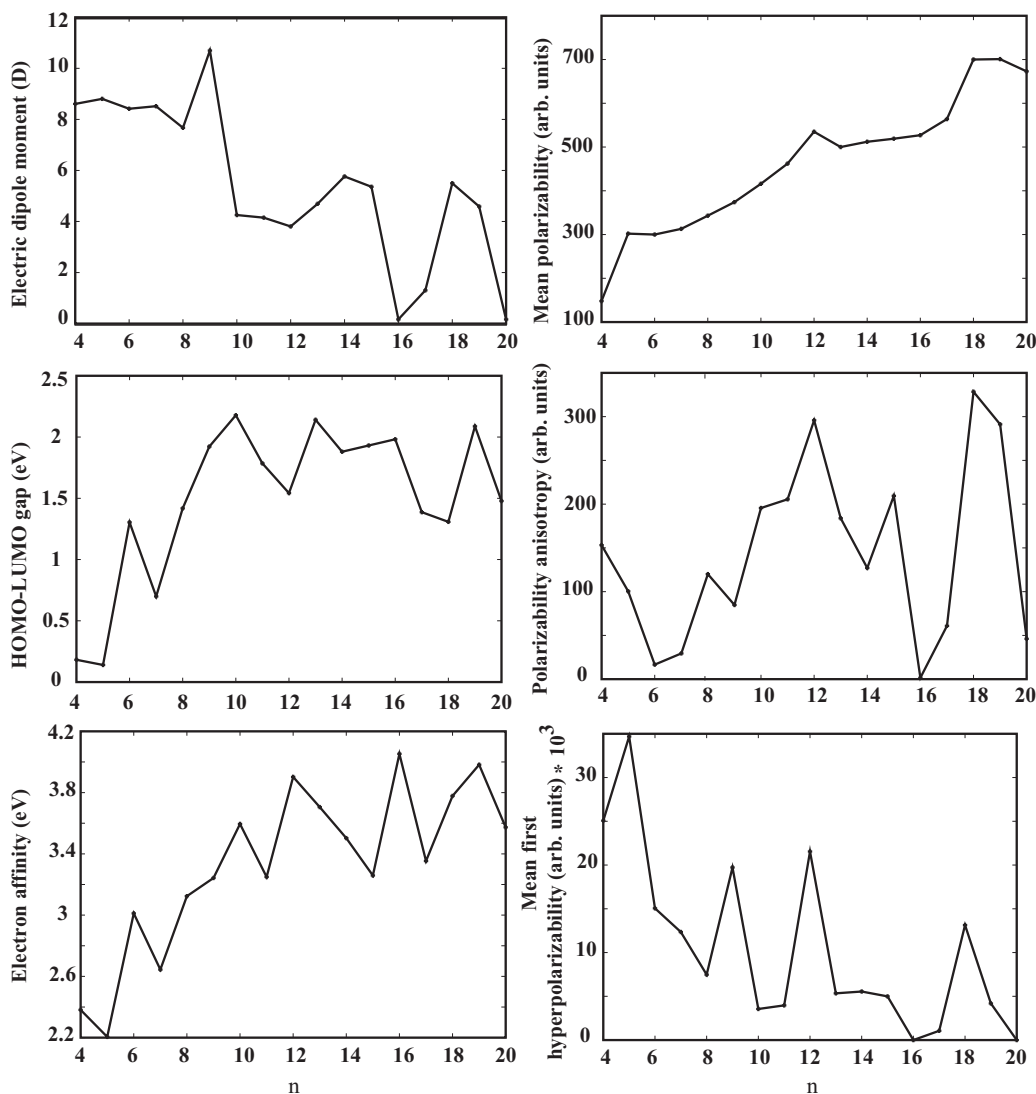 Electric dipole moment (D)
12
10
8
6
4
2
0
4 6 8 10 12 14 16 18 20
Mean polarizability (arb. units)
700
500
300
100
4 6 8 10 12 14 16 18 20
HOMO-LUMO gap (eV)
2.5
2
1.5
1
0.5
0
4 6 8 10 12 14 16 18 20
Polarizability anisotropy (arb. units)
300
200
100
0
4 6 8 10 12 14 16 18 20
Electron affinity (eV)
4.2
3.8
3.4
3
2.6
2.2
4 6 8 10 12 14 16 18 20
n
Mean first
hyperpolarizability (arb. units) * 10^3
30
20
10
0
4 6 8 10 12 14 16 18 20
n